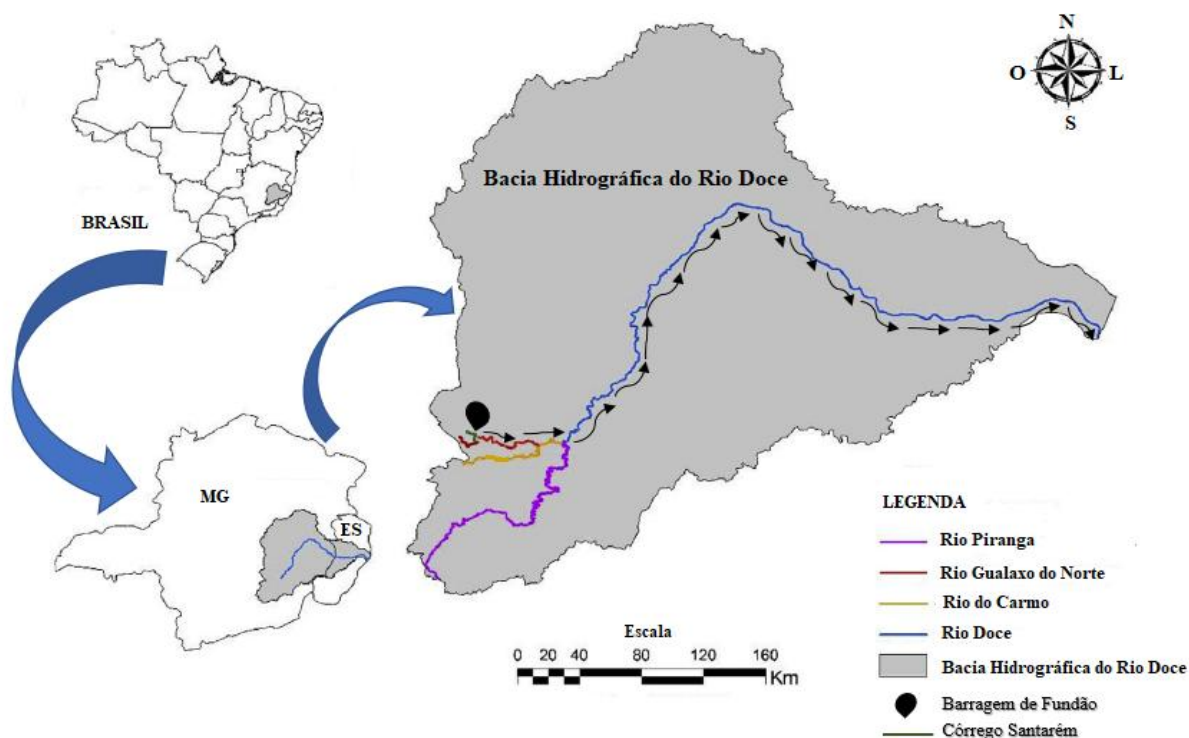 BRASIL
Bacia Hidrográfica do Rio Doce
N
O
L
S
MG
ES
Escala
0 20 40 80 120 160
Km
LEGENDA
Rio Piranga
Rio Gualaxo do Norte
Rio do Carmo
Rio Doce
Bacia Hidrográfica do Rio Doce
Barragem de Fundão
Córrego Santarém